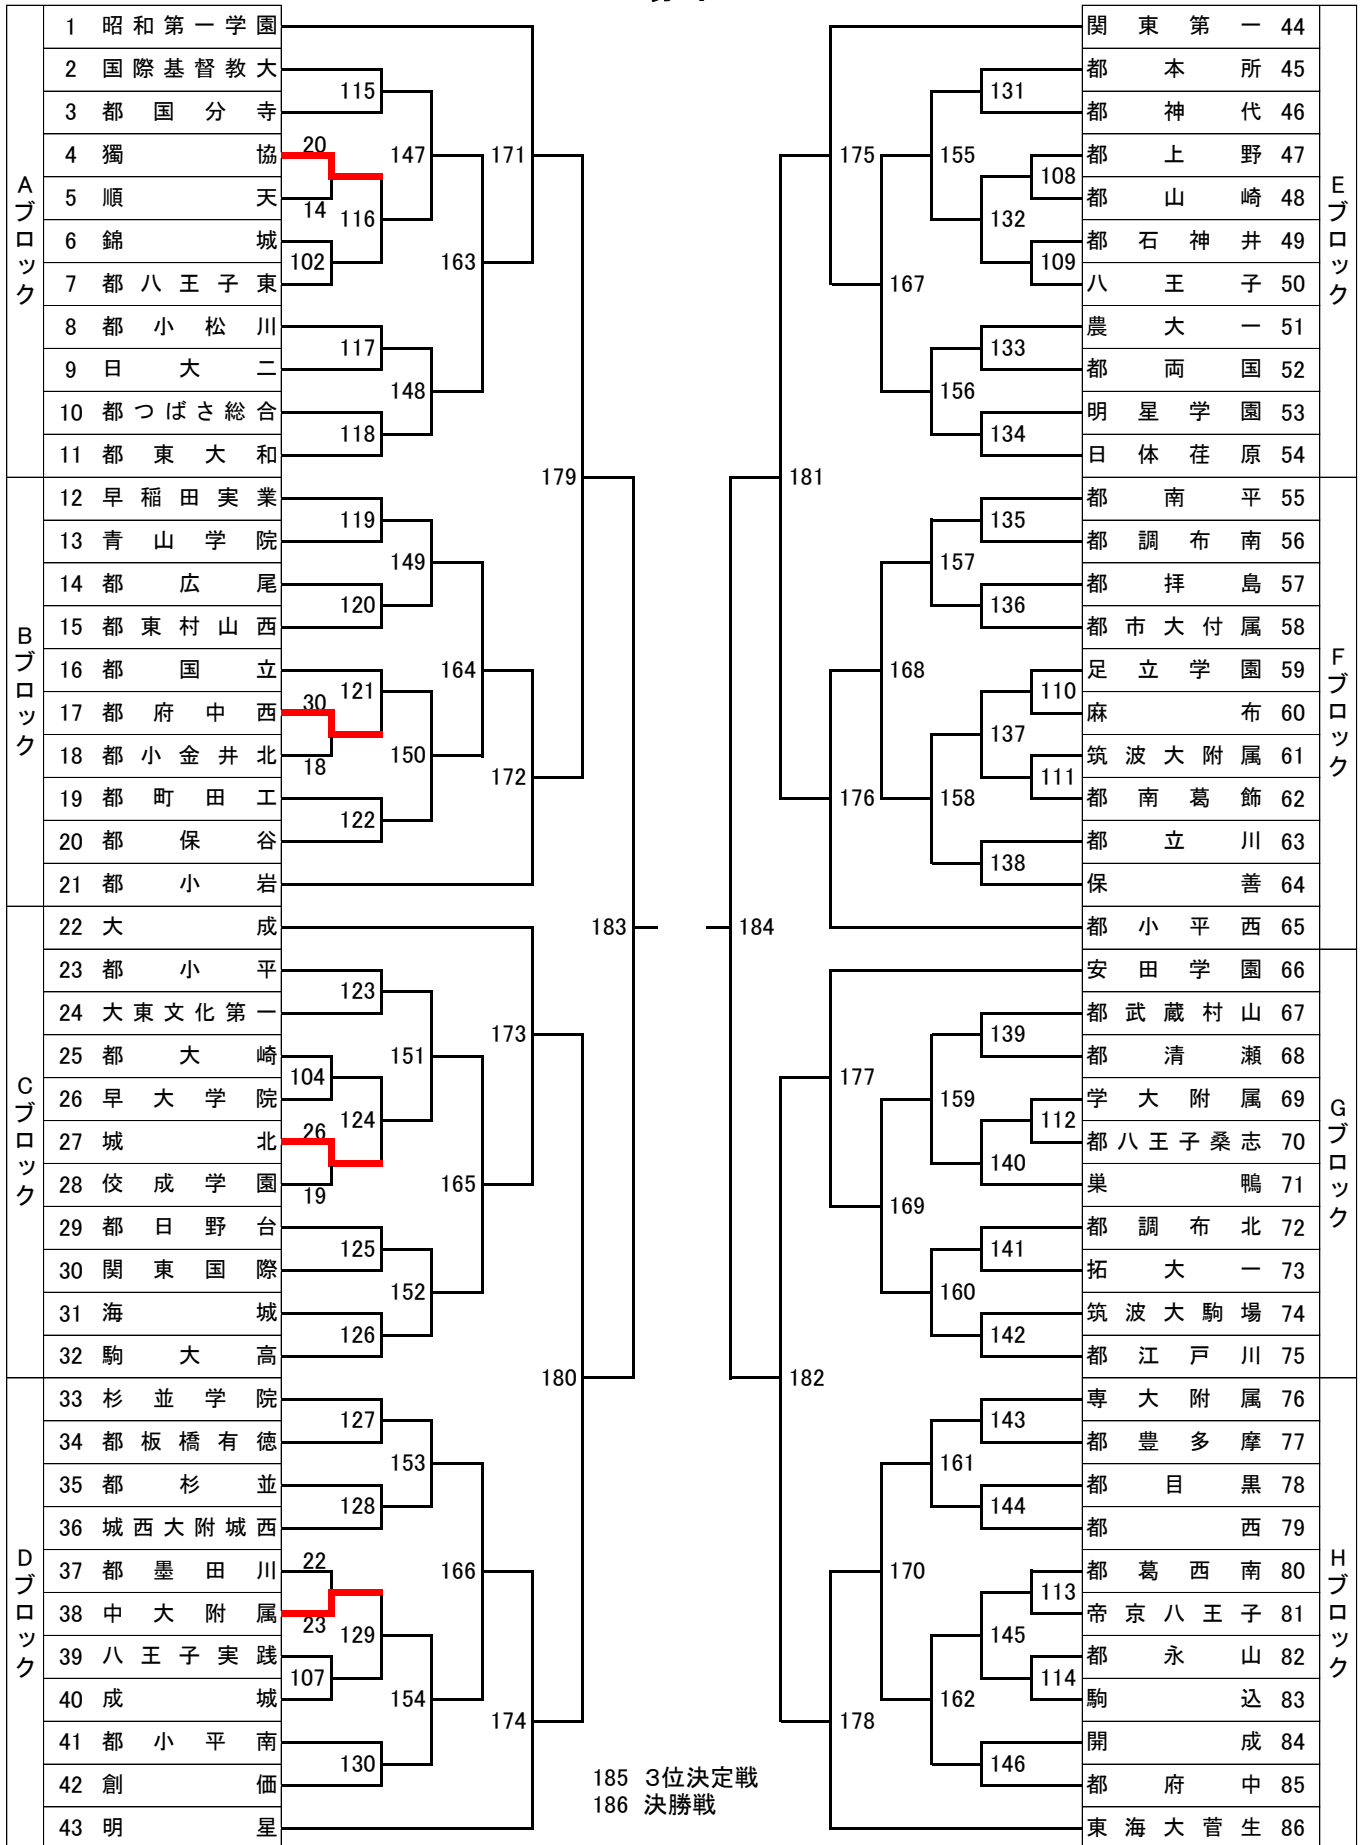 Aブロック
1 昭和第一学園
2 国際基督教大
3 都国分寺
4 獨協
5 順天
6 錦城
7 都八王子東
8 都小松川
9 日大二
10 都つばさ総合
11 都東大和
Bブロック
12 早稲田実業
13 青山学院
14 都広尾
15 都東村山西
16 都国立
17 都府中西
18 都小金井北
19 都町田工
20 都保谷
21 都小岩
Cブロック
22 大成
23 都小平
24 大東文化第一
25 都大崎
26 早大学院
27 城北
28 佼成学園
29 都日野台
30 関東国際
31 海城
32 駒大高
Dブロック
33 杉並学院
34 都板橋有徳
35 都杉並
36 城西大附城西
37 都墨田川
38 中大附属
39 八王子実践
40 成城
41 都小平南
42 創価
43 明星
20
14
102
30
18
104
26
19
22
23
107
115
116
117
118
119
120
121
122
123
124
125
126
127
128
129
130
147
148
149
150
151
152
153
154
163
164
165
166
171
172
173
174
179
180
183
184
181
182
175
176
177
178
167
168
169
170
155
156
157
158
159
160
161
162
131
132
133
134
135
136
137
138
139
140
141
142
143
144
145
146
108
109
110
111
112
113
114
185 3位決定戦
186 決勝戦
Eブロック
関東第一 44
都本所 45
都神代 46
都上野 47
都山崎 48
都石神井 49
八王子 50
農大一 51
都両国 52
明星学園 53
日体荏原 54
Fブロック
都南平 55
都調布南 56
都拝島 57
都市大付属 58
足立学園 59
麻布 60
筑波大附属 61
都南葛飾 62
都立川 63
保善 64
都小平西 65
Gブロック
安田学園 66
都武蔵村山 67
都清瀬 68
学大附属 69
都八王子桑志 70
巣鴨 71
都調布北 72
拓大一 73
筑波大駒場 74
都江戸川 75
Hブロック
専大附属 76
都豊多摩 77
都目黒 78
都西 79
都葛西南 80
帝京八王子 81
都永山 82
駒込 83
開成 84
都府中 85
東海大菅生 86